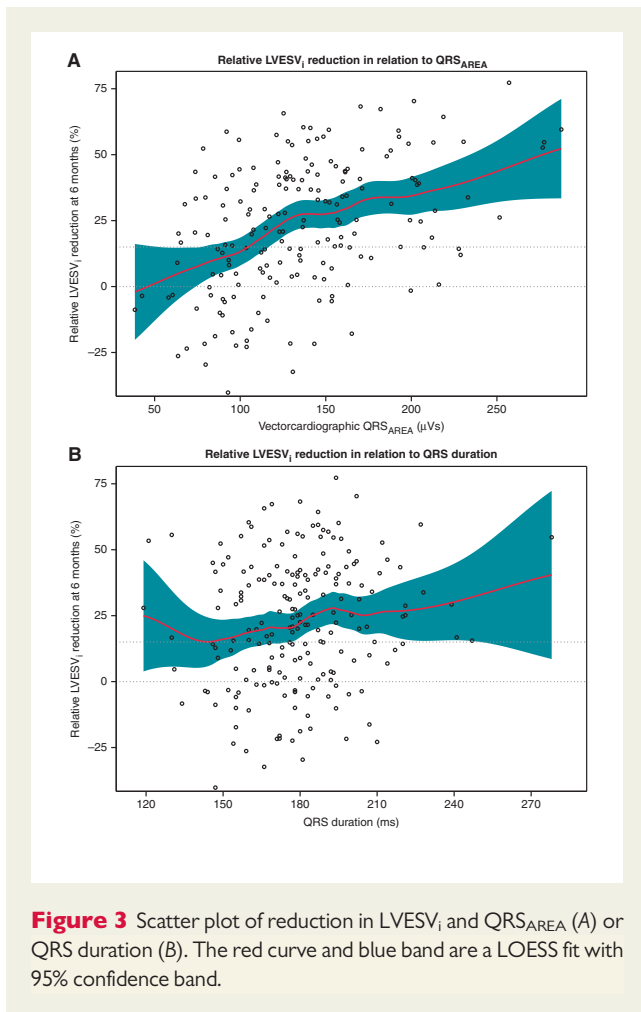 A
Relative LVESVi reduction in relation to QRSAREA
Relative LVESVi reduction at 6 months (%)
75
50
25
0
−25
50 100 150 200 250
Vectorcardiographic QRSAREA (µVs)
B
Relative LVESVi reduction in relation to QRS duration
Relative LVESVi reduction at 6 months (%)
75
50
25
0
−25
120 150 180 210 240 270
QRS duration (ms)
Figure 3 Scatter plot of reduction in LVESVi and QRSAREA (A) or
QRS duration (B). The red curve and blue band are a LOESS fit with
95% confidence band.